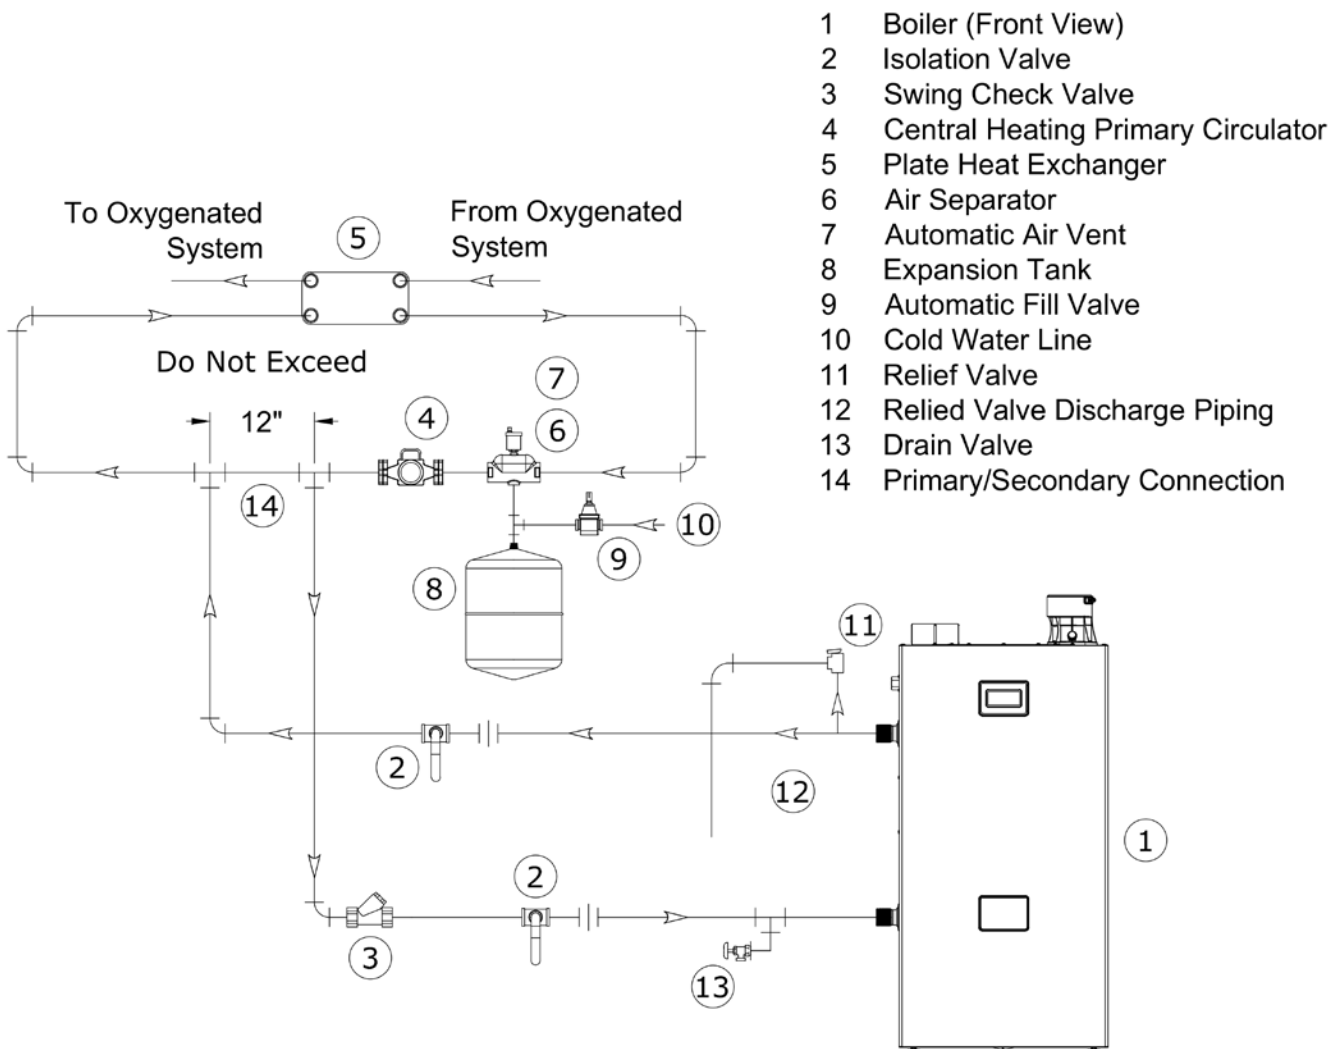 1 Boiler (Front View)
2 Isolation Valve
3 Swing Check Valve
4 Central Heating Primary Circulator
5 Plate Heat Exchanger
6 Air Separator
7 Automatic Air Vent
8 Expansion Tank
9 Automatic Fill Valve
10 Cold Water Line
11 Relief Valve
12 Relied Valve Discharge Piping
13 Drain Valve
14 Primary/Secondary Connection
To Oxygenated
System
5
From Oxygenated
System
Do Not Exceed
12"
4
7
6
14
10
9
8
11
2
12
1
2
3
13